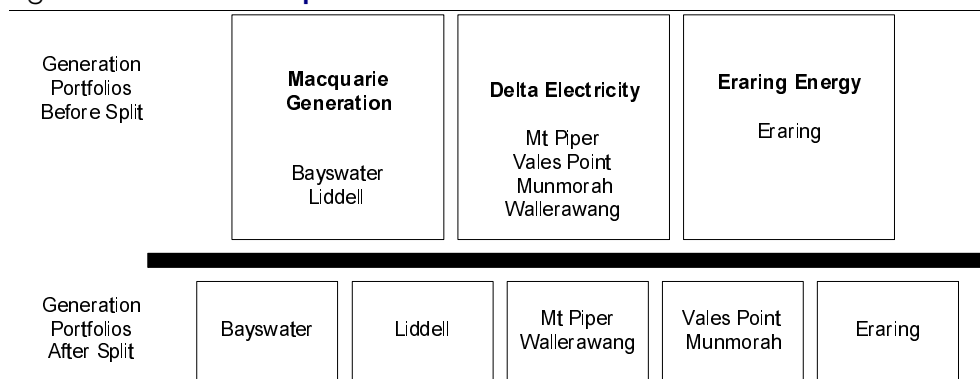 Generation
Portfolios
Before Split
Macquarie
Generation
Bayswater
Liddell
Delta Electricity
Mt Piper
Vales Point
Munmorah
Wallerawang
Eraring Energy
Eraring
Generation
Portfolios
After Split
Bayswater
Liddell
Mt Piper
Wallerawang
Vales Point
Munmorah
Eraring